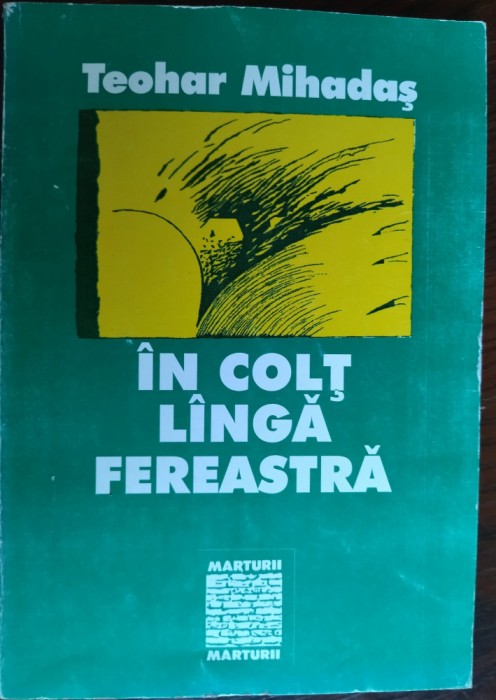 Teohar Mihadaş
ÎN COLŢ
LÎNGĂ
FEREASTRĂ
MARTURII
MARTURII